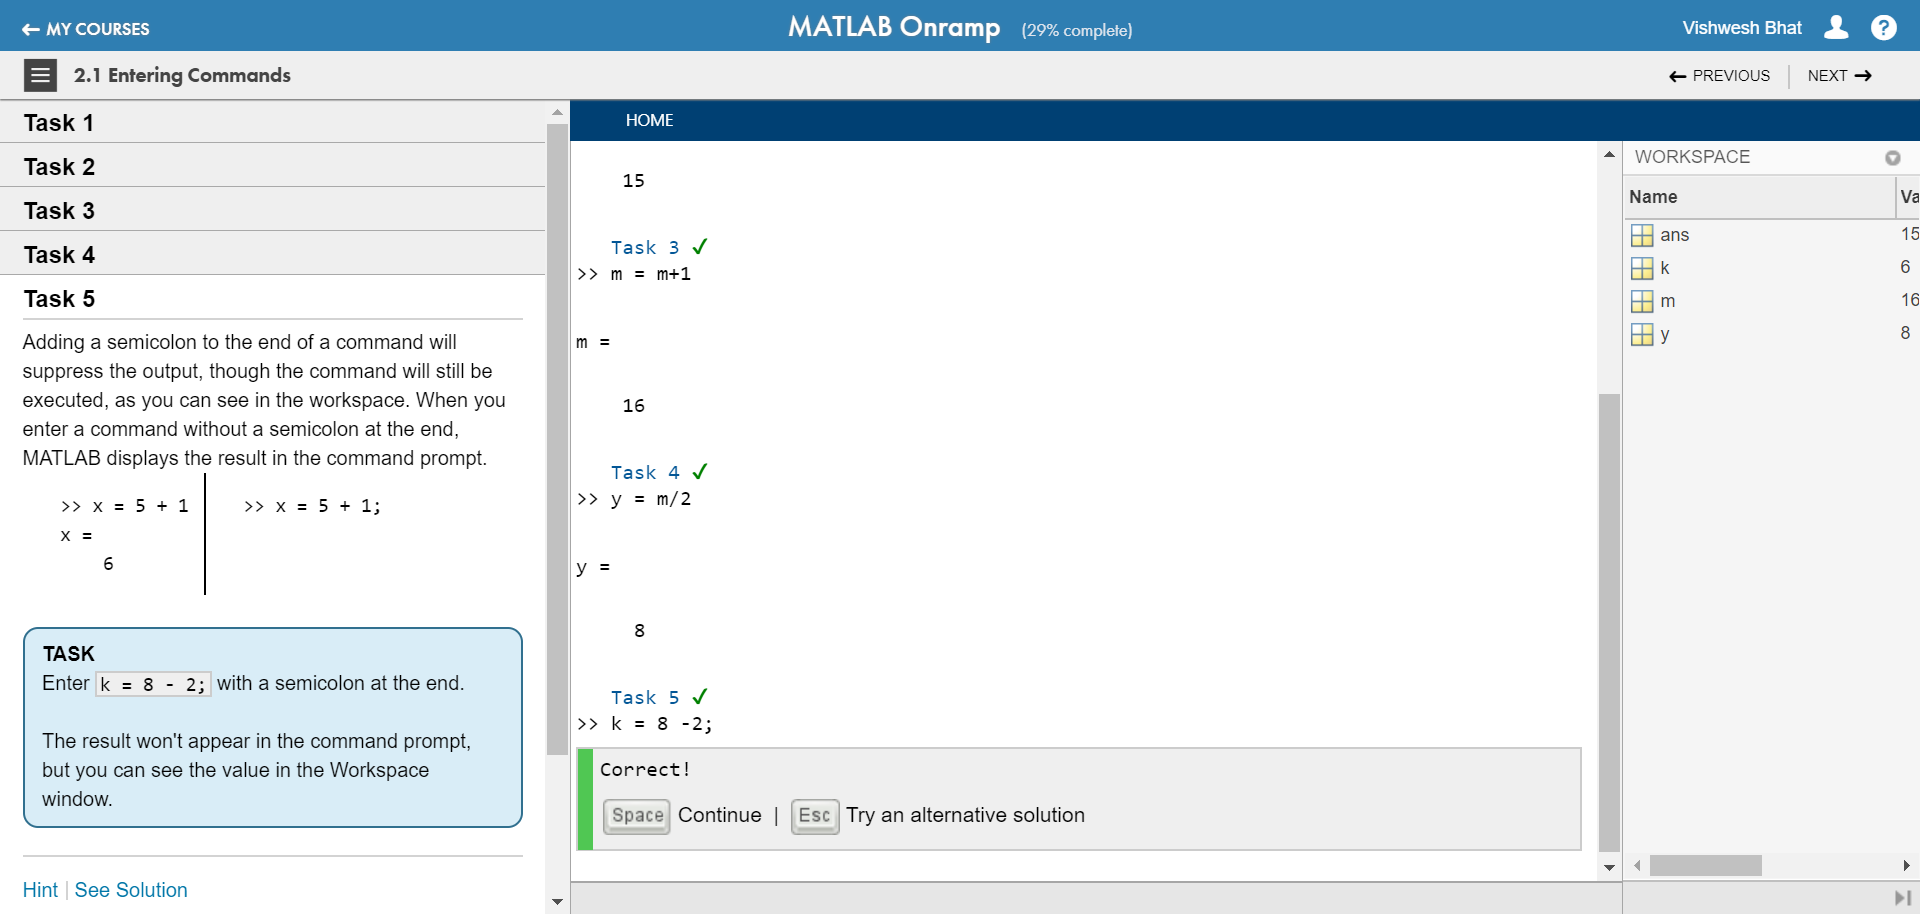 MY COURSES
MATLAB Onramp (29% complete)
Vishwesh Bhat
?
2.1 Entering Commands
PREVIOUS
NEXT
Task 1
Task 2
Task 3
Task 4
Task 5
Adding a semicolon to the end of a command will
suppress the output, though the command will still be
executed, as you can see in the workspace. When you
enter a command without a semicolon at the end,
MATLAB displays the result in the command prompt.
>> x = 5 + 1
x =
6
>> x = 5 + 1;
TASK
Enter k = 8 - 2; with a semicolon at the end.
The result won't appear in the command prompt,
but you can see the value in the Workspace
window.
Hint | See Solution
HOME
15
Task 3 ✓
>> m = m+1
m =
16
Task 4 ✓
>> y = m/2
y =
8
Task 5 ✓
>> k = 8 -2;
Correct!
Space Continue | Esc Try an alternative solution
WORKSPACE
Name Va
ans 15
k 6
m 16
y 8